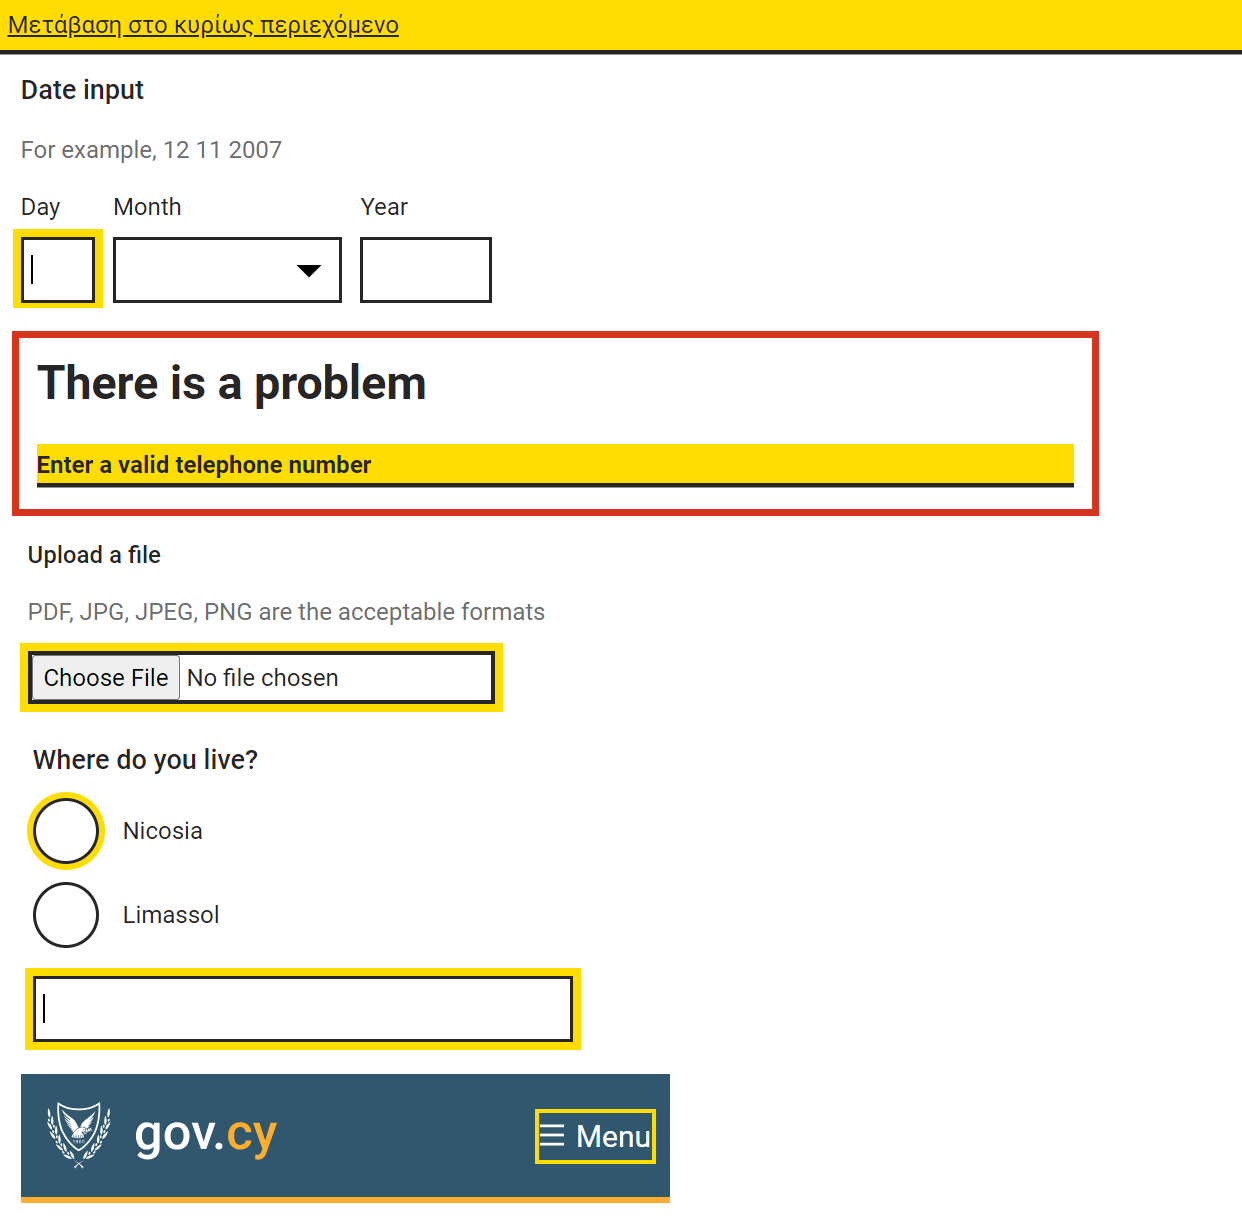 Μετάβαση στο κυρίως περιεχόμενο
Date input
For example, 12 11 2007
Day Month Year
There is a problem
Enter a valid telephone number
Upload a file
PDF, JPG, JPEG, PNG are the acceptable formats
Choose File No file chosen
Where do you live?
Nicosia
Limassol
gov.cy Menu